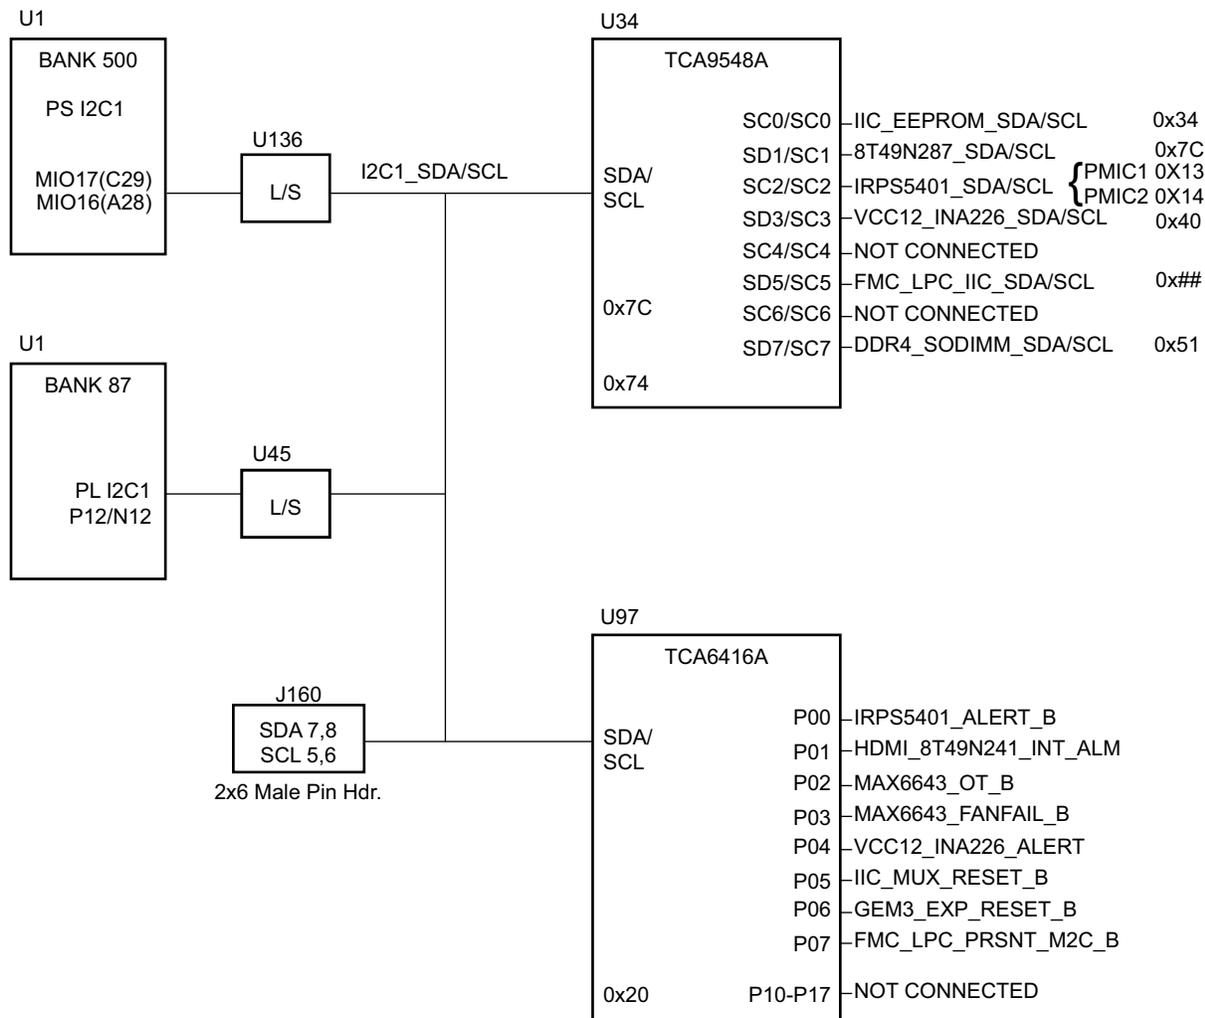 U1
BANK 500
PS I2C1
MIO17(C29)
MIO16(A28)
U136
L/S
I2C1_SDA/SCL
U34
TCA9548A
SDA/
SCL
0x7C
0x74
SC0/SC0
IIC_EEPROM_SDA/SCL
0x34
SD1/SC1
8T49N287_SDA/SCL
0x7C
SC2/SC2
IRPS5401_SDA/SCL
{
PMIC1 0X13
PMIC2 0X14
SD3/SC3
VCC12_INA226_SDA/SCL
0x40
SC4/SC4
NOT CONNECTED
SD5/SC5
FMC_LPC_IIC_SDA/SCL
0x##
SC6/SC6
NOT CONNECTED
SD7/SC7
DDR4_SODIMM_SDA/SCL
0x51
U1
BANK 87
PL I2C1
P12/N12
U45
L/S
J160
SDA 7,8
SCL 5,6
2x6 Male Pin Hdr.
U97
TCA6416A
SDA/
SCL
0x20
P00
IRPS5401_ALERT_B
P01
HDMI_8T49N241_INT_ALM
P02
MAX6643_OT_B
P03
MAX6643_FANFAIL_B
P04
VCC12_INA226_ALERT
P05
IIC_MUX_RESET_B
P06
GEM3_EXP_RESET_B
P07
FMC_LPC_PRSNT_M2C_B
P10-P17
NOT CONNECTED